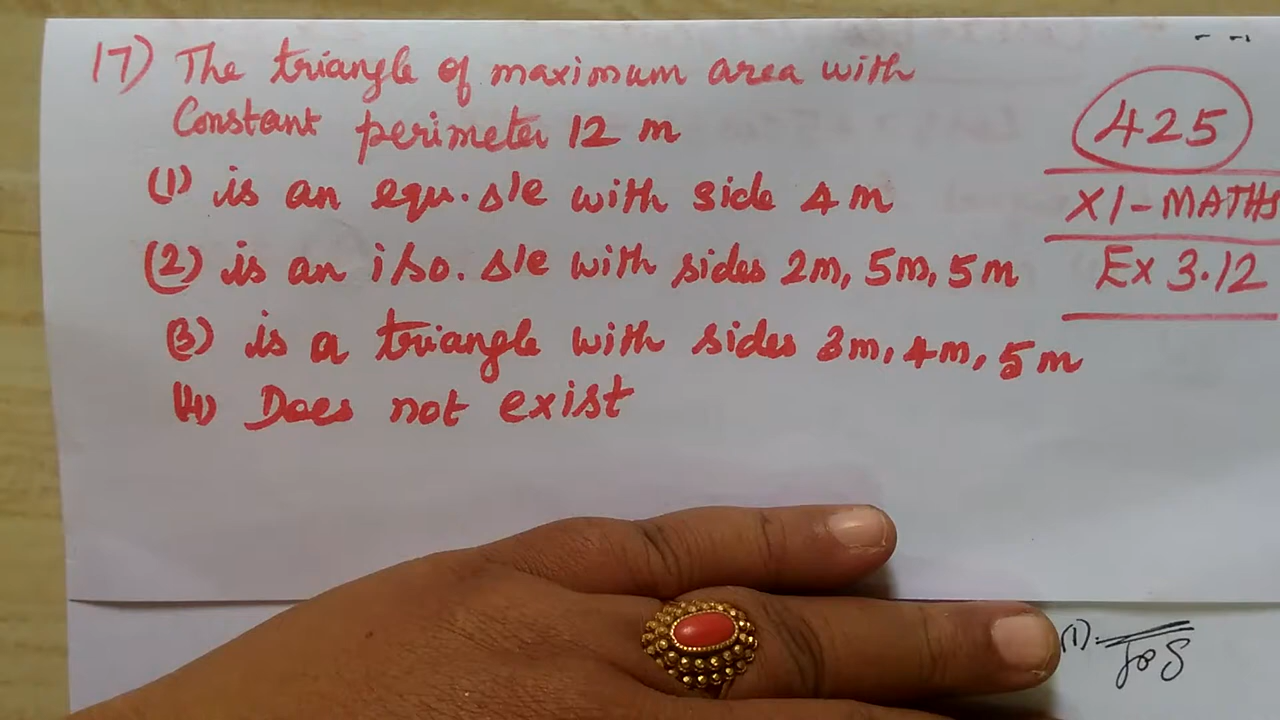 17) The triangle of maximum area with
Constant perimeter 12 m
(1) is an equ. Δle with side 4 m
(2) is an iso. Δle with sides 2m, 5m, 5m
(3) is a triangle with sides 3m, 4m, 5m
(4) Does not exist
425
XI-MATHS
Ex 3.12
(1)